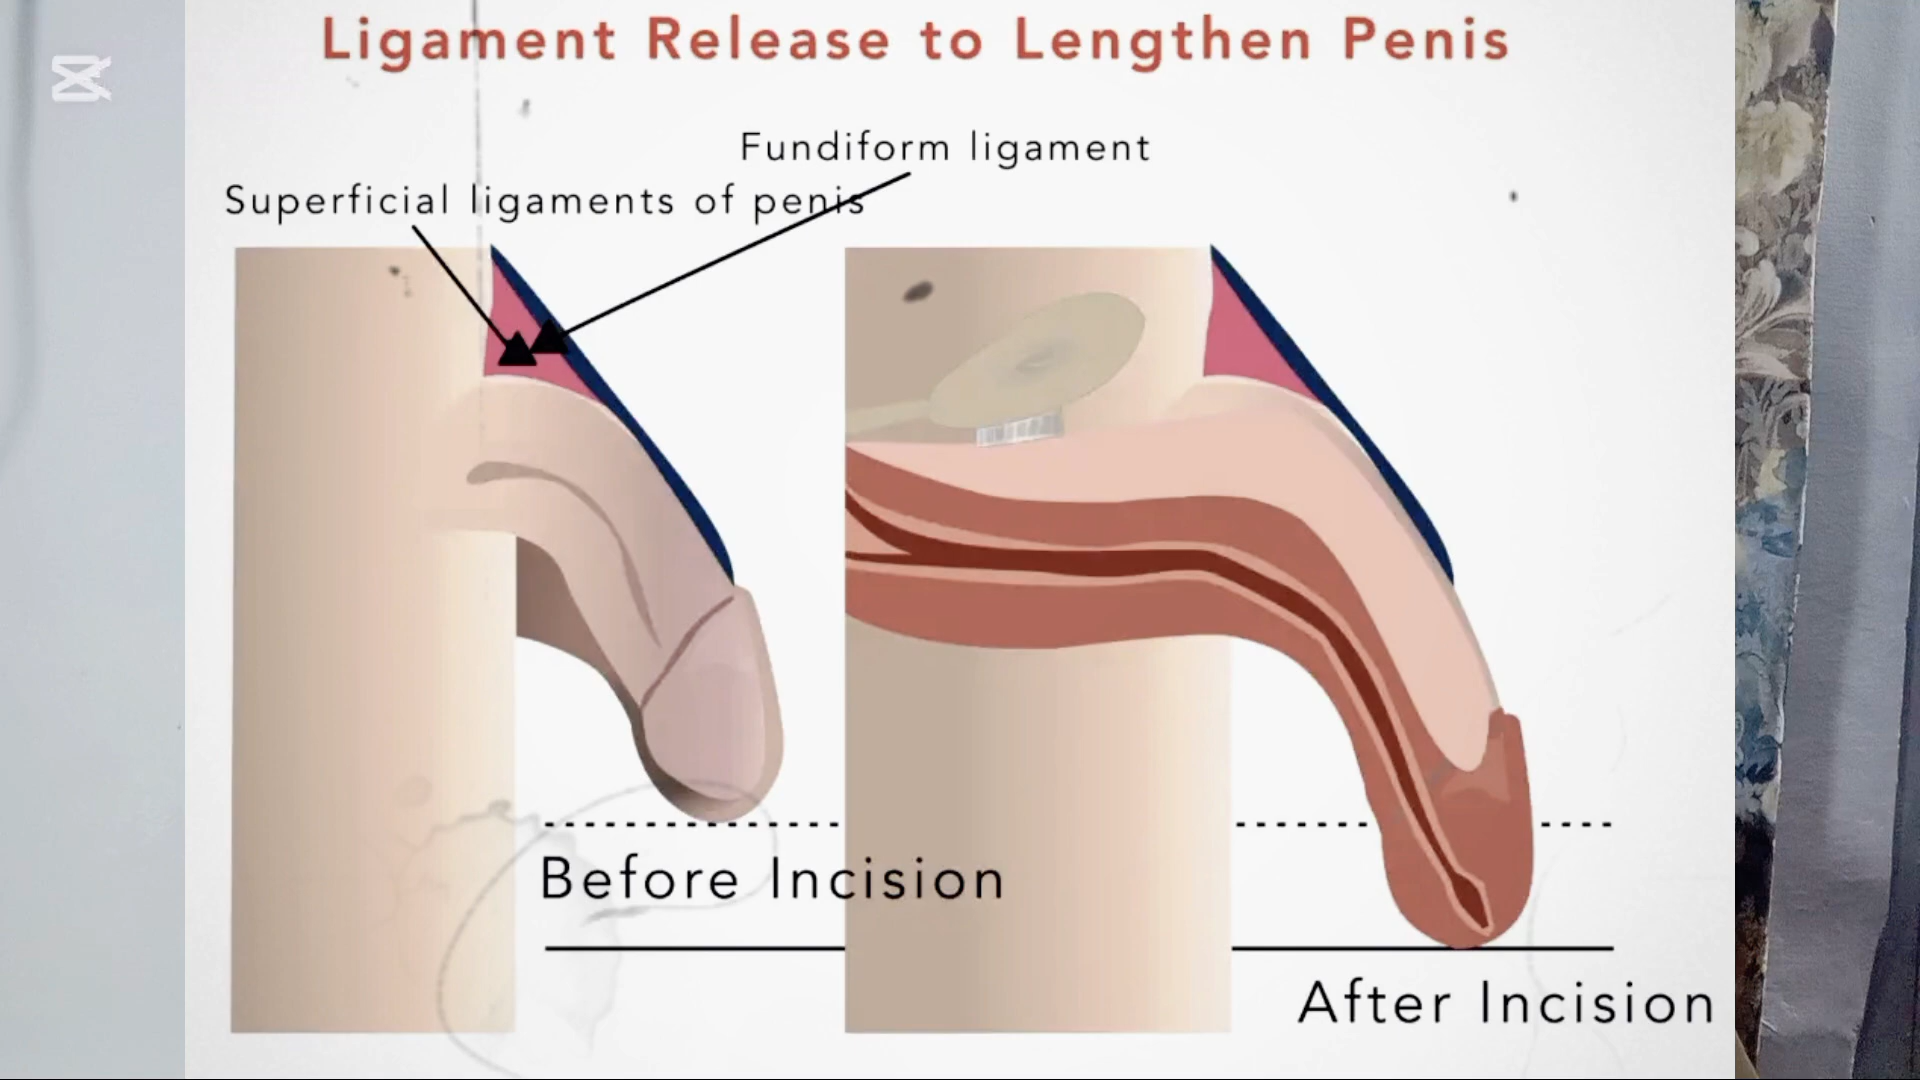 Ligament Release to Lengthen Penis
Fundiform ligament
Superficial ligaments of penis
Before Incision
After Incision